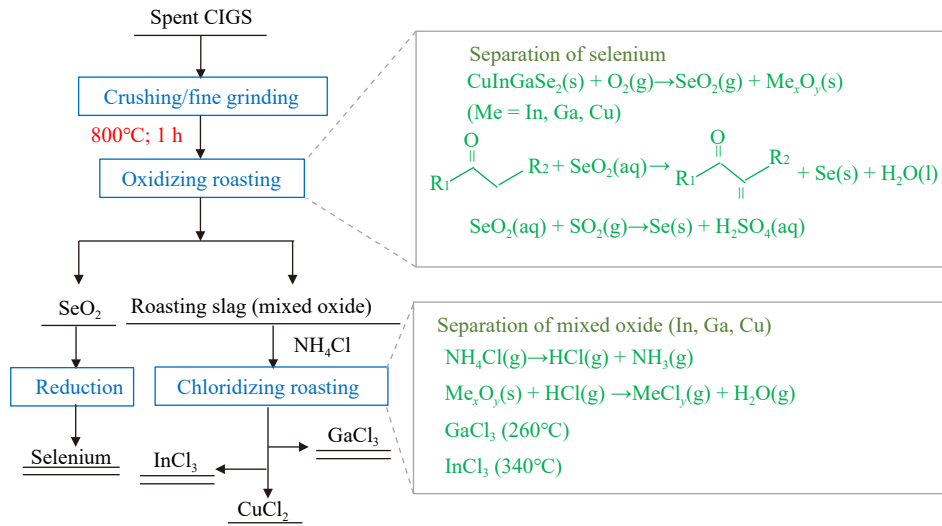 Spent CIGS
Crushing/fine grinding
800℃; 1 h
Oxidizing roasting
SeO₂
Roasting slag (mixed oxide)
NH₄Cl
Reduction
Chloridizing roasting
Selenium
GaCl₃
InCl₃
CuCl₂
Separation of selenium
CuInGaSe₂(s) + O₂(g)→SeO₂(g) + MeₓOᵧ(s)
(Me = In, Ga, Cu)
O
R₁ R₂ + SeO₂(aq)→
O
R₁ R₂ + Se(s) + H₂O(l)
SeO₂(aq) + SO₂(g)→Se(s) + H₂SO₄(aq)
Separation of mixed oxide (In, Ga, Cu)
NH₄Cl(g)→HCl(g) + NH₃(g)
MeₓOᵧ(s) + HCl(g) →MeClᵧ(g) + H₂O(g)
GaCl₃ (260℃)
InCl₃ (340℃)